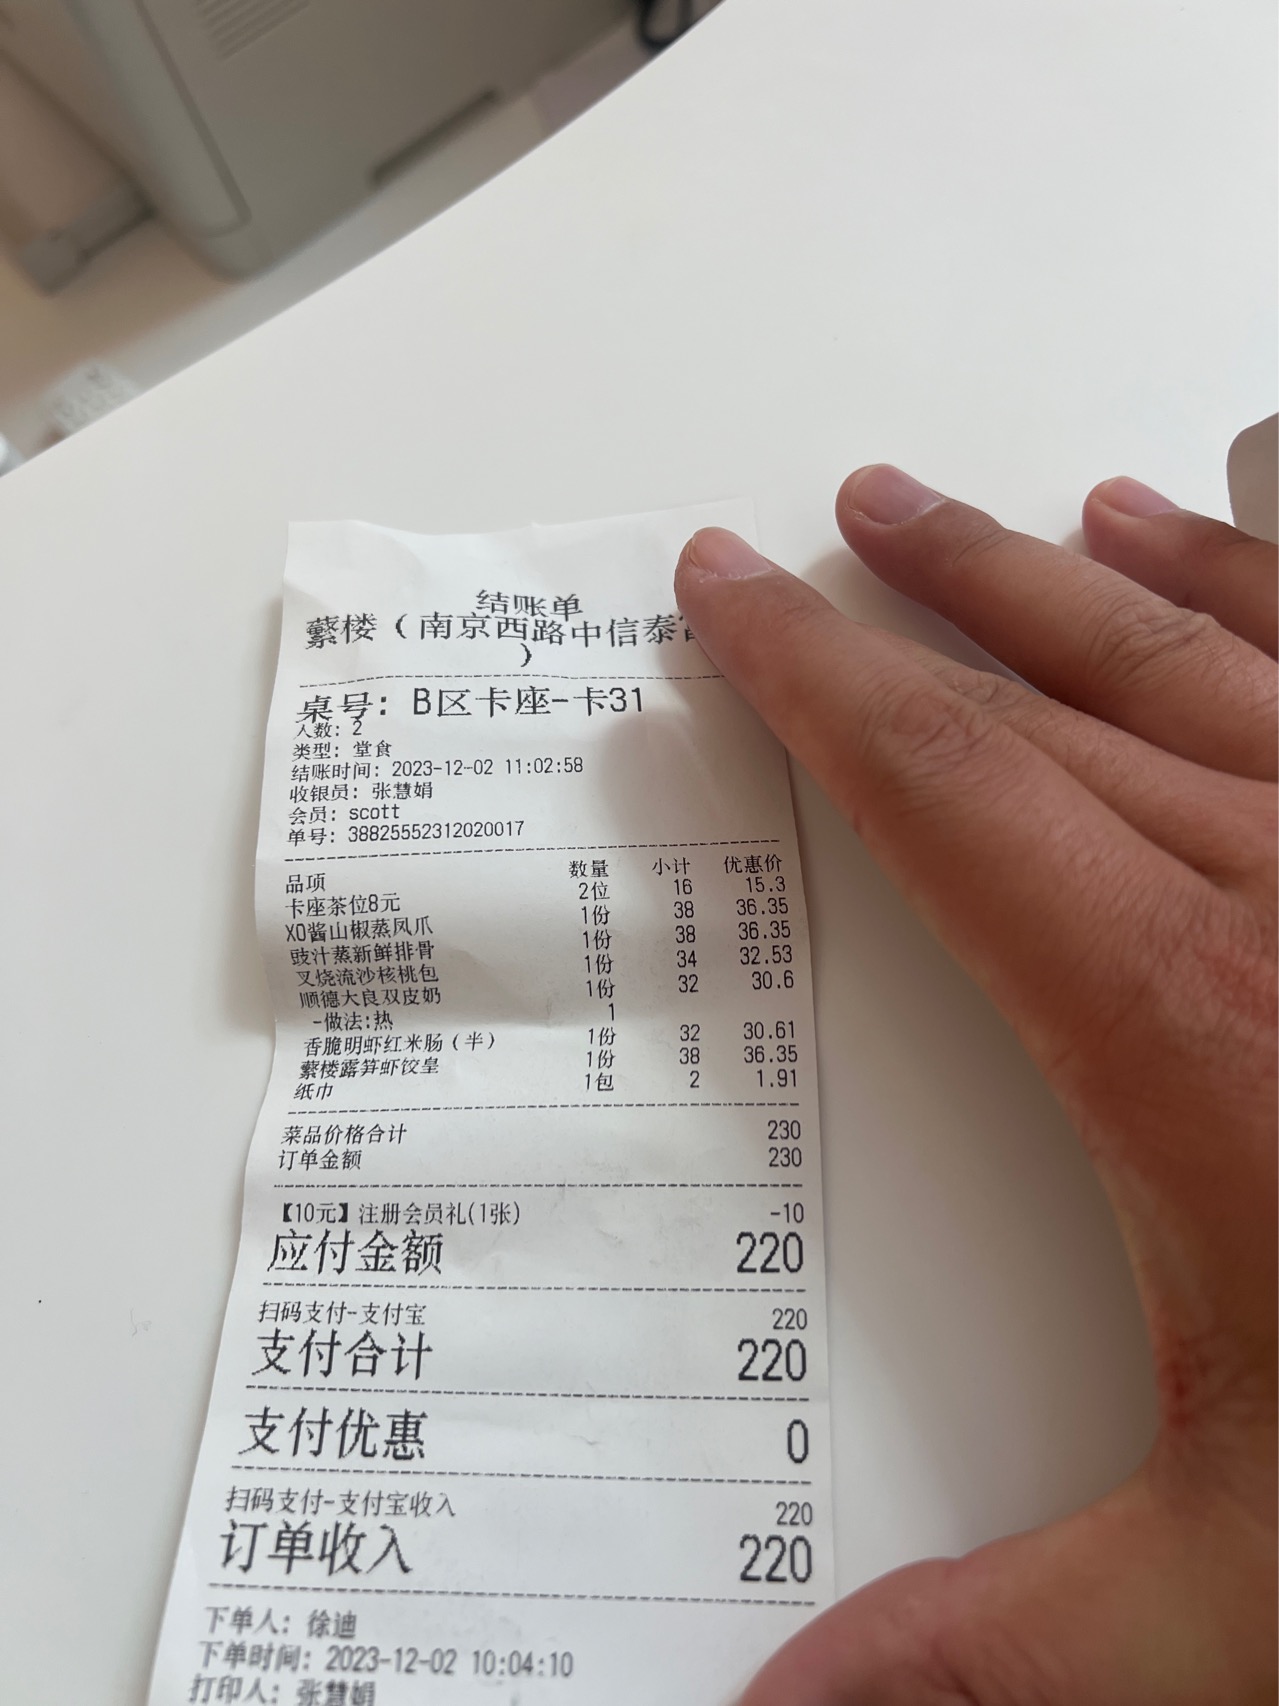 结账单
蘩楼（南京西路中信泰
）
桌号: B区卡座-卡31
人数: 2
类型: 堂食
结账时间: 2023-12-02 11:02:58
收银员: 张慧娟
会员: scott
单号: 38825552312020017
品项 数量 小计 优惠价
卡座茶位8元 2位 16 15.3
XO酱山椒蒸凤爪 1份 38 36.35
豉汁蒸新鲜排骨 1份 38 36.35
叉烧流沙核桃包 1份 34 32.53
顺德大良双皮奶 1份 32 30.6
-做法:热 1
香脆明虾红米肠（半） 1份 32 30.61
蘩楼露笋虾饺皇 1份 38 36.35
纸巾 1包 2 1.91
菜品价格合计 230
订单金额 230
【10元】注册会员礼(1张) -10
应付金额 220
扫码支付-支付宝 220
支付合计 220
支付优惠 0
扫码支付-支付宝收入 220
订单收入 220
下单人: 徐迪
下单时间: 2023-12-02 10:04:10
打印人: 张慧娟